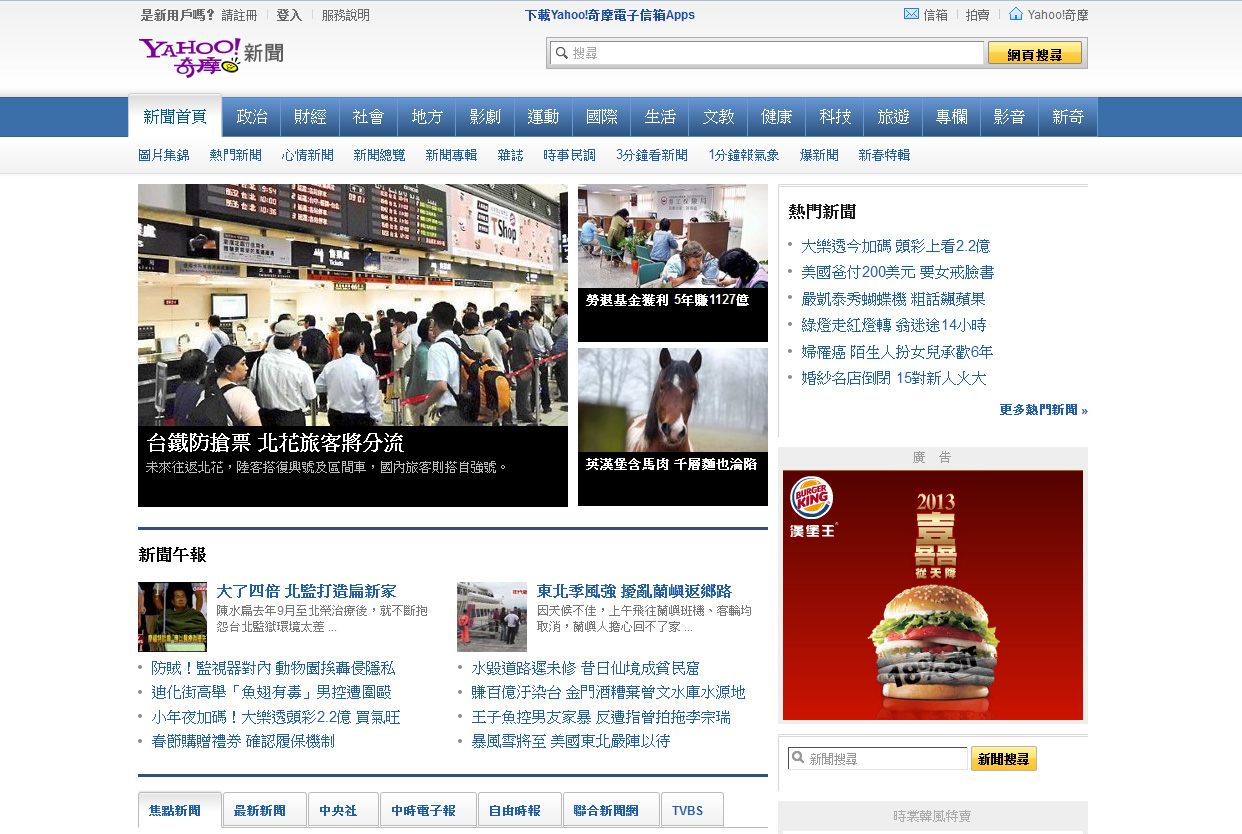 是新用戶嗎? 請註冊 登入 服務說明
下載Yahoo!奇摩電子信箱Apps
信箱 拍賣 Yahoo!奇摩
YAHOO! 奇摩 新聞
搜尋 網頁搜尋
新聞首頁 政治 財經 社會 地方 影劇 運動 國際 生活 文教 健康 科技 旅遊 專欄 影音 新奇
圖片集錦 熱門新聞 心情新聞 新聞總覽 新聞專輯 雜誌 時事民調 3分鐘看新聞 1分鐘報氣象 爆新聞 新春特輯
售票處
Shop
台鐵防搶票 北花旅客將分流
未來往返北花，陸客搭復興號及區間車，國內旅客則搭自強號。
勞工保險局
勞退基金獲利 5年賺1127億
英漢堡含馬肉 千層麵也淪陷
熱門新聞
大樂透今加碼 頭彩上看2.2億
美國爸付200美元 要女戒臉書
嚴凱泰秀蝴蝶機 粗話飆蘋果
綠燈走紅燈轉 翁迷途14小時
婦罹癌 陌生人扮女兒承歡6年
婚紗名店倒閉 15對新人火大
更多熱門新聞 »
廣 告
BURGER KING
漢堡王
2013
囍
從天降
新聞午報
大了四倍 北監打造扁新家
陳水扁去年9月至北榮治療後，就不斷抱
怨台北監獄環境太差 ...
防賊！監視器對內 動物園挨轟侵隱私
迪化街高舉「魚翅有毒」男控遭圍毆
小年夜加碼！大樂透頭彩2.2億 買氣旺
春節購贈禮券 確認履保機制
東北季風強 擾亂蘭嶼返鄉路
因天候不佳，上午飛往蘭嶼班機、客輪均
取消，蘭嶼人擔心回不了家 ...
水毀道路遲未修 昔日仙境成貧民窟
賺百億汙染台 金門酒糟棄曾文水庫水源地
王子魚控男友家暴 反遭指曾拍拖李宗瑞
暴風雪將至 美國東北嚴陣以待
新聞搜尋 新聞搜尋
焦點新聞 最新新聞 中央社 中時電子報 自由時報 聯合新聞網 TVBS
時裳韓風特賣